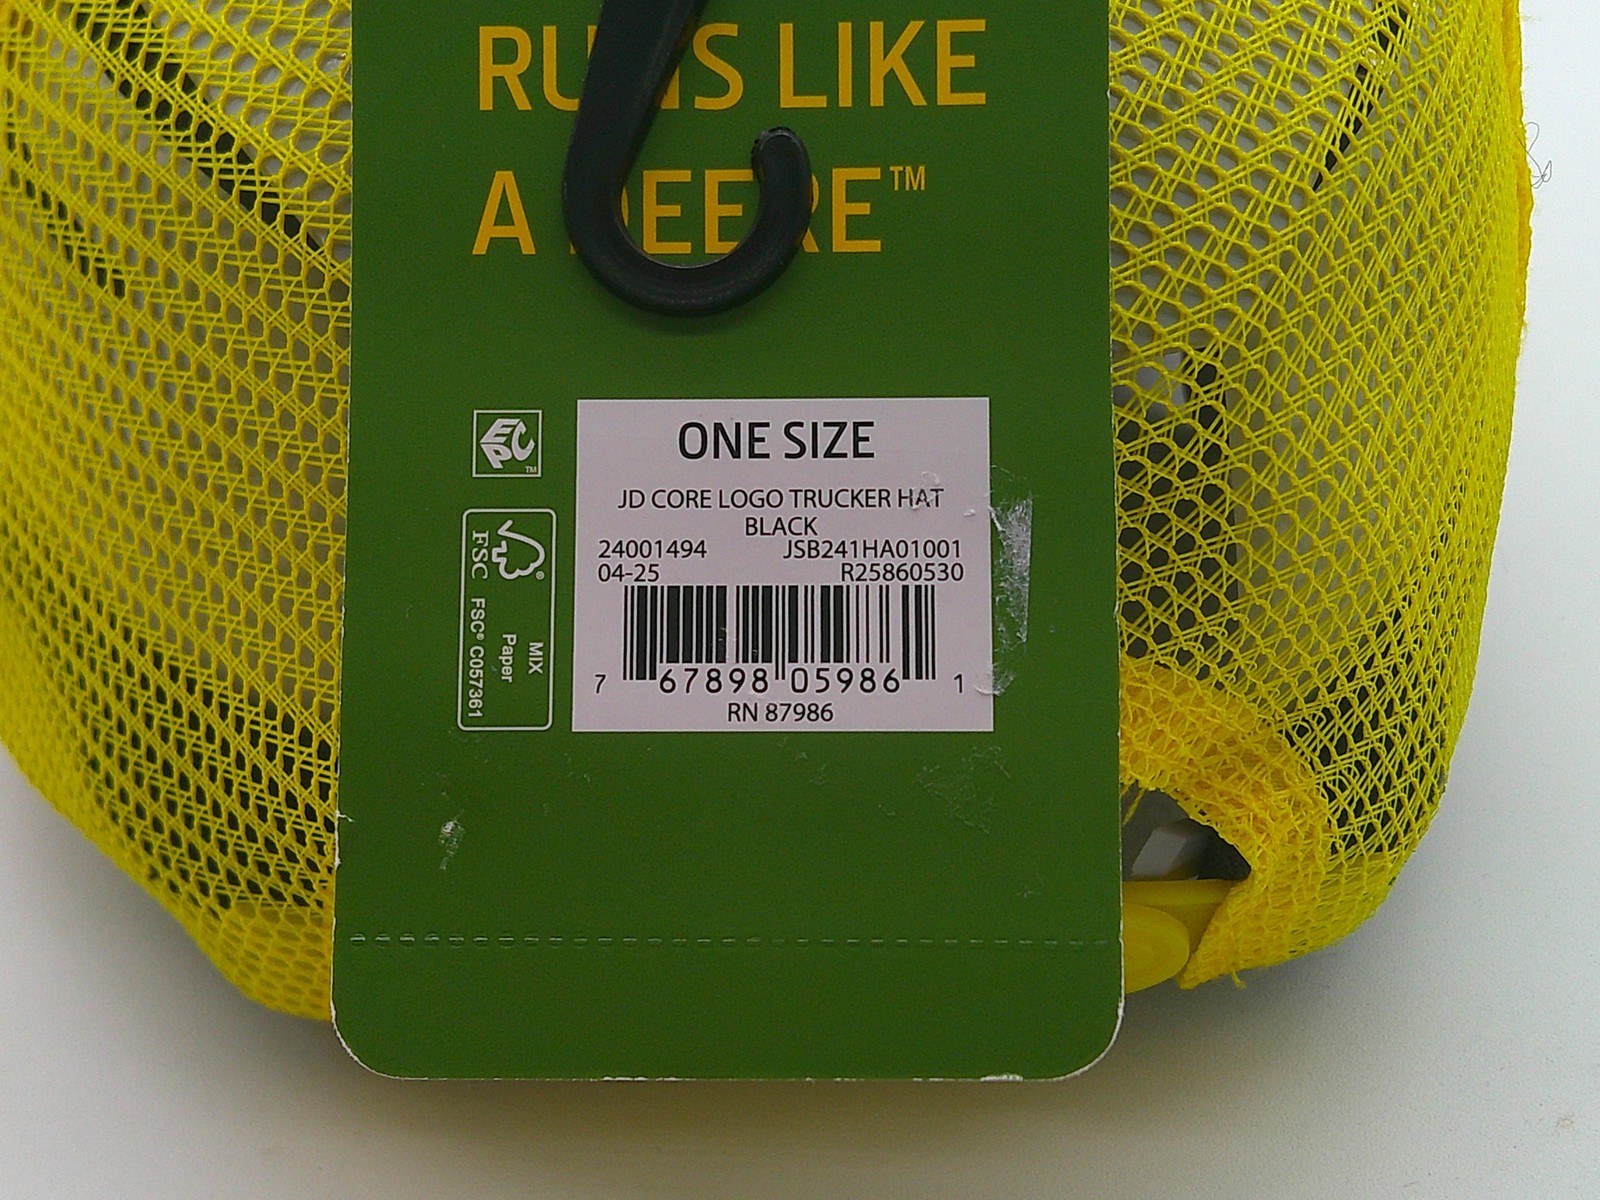 RUNS LIKE
A DEERE™
EPC™
ONE SIZE
JD CORE LOGO TRUCKER HAT
BLACK
24001494 JSB241HA01001
04-25 R25860530
7 67898 05986 1
RN 87986
FSC®
MIX
Paper
FSC® C057361